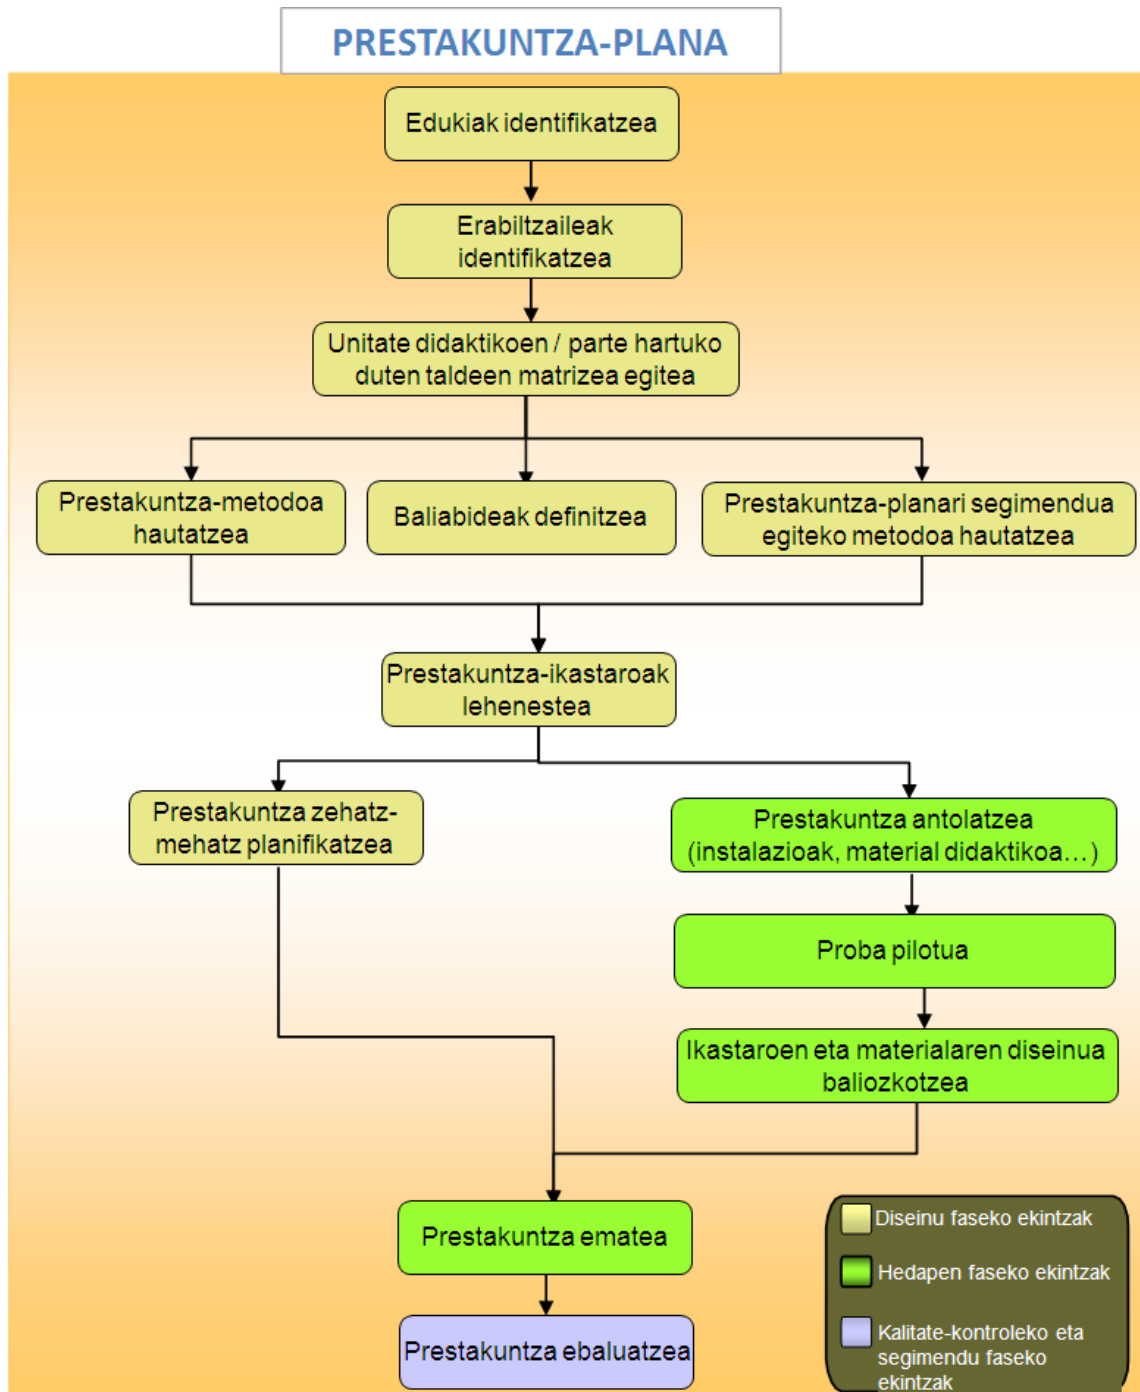 PRESTAKUNTZA-PLANA
Edukiak identifikatzea
Erabiltzaileak
identifikatzea
Unitate didaktikoen / parte hartuko
duten taldeen matrizea egitea
Prestakuntza-metodoa
hautatzea
Baliabideak definitzea
Prestakuntza-planari segimendua
egiteko metodoa hautatzea
Prestakuntza-ikastaroak
lehenestea
Prestakuntza zehatz-
mehatz planifikatzea
Prestakuntza antolatzea
(instalazioak, material didaktikoa...)
Proba pilotua
Ikastaroen eta materialaren diseinua
baliozkotzea
Prestakuntza ematea
Prestakuntza ebaluatzea
Diseinu faseko ekintzak
Hedapen faseko ekintzak
Kalitate-kontroleko eta
segimendu faseko
ekintzak